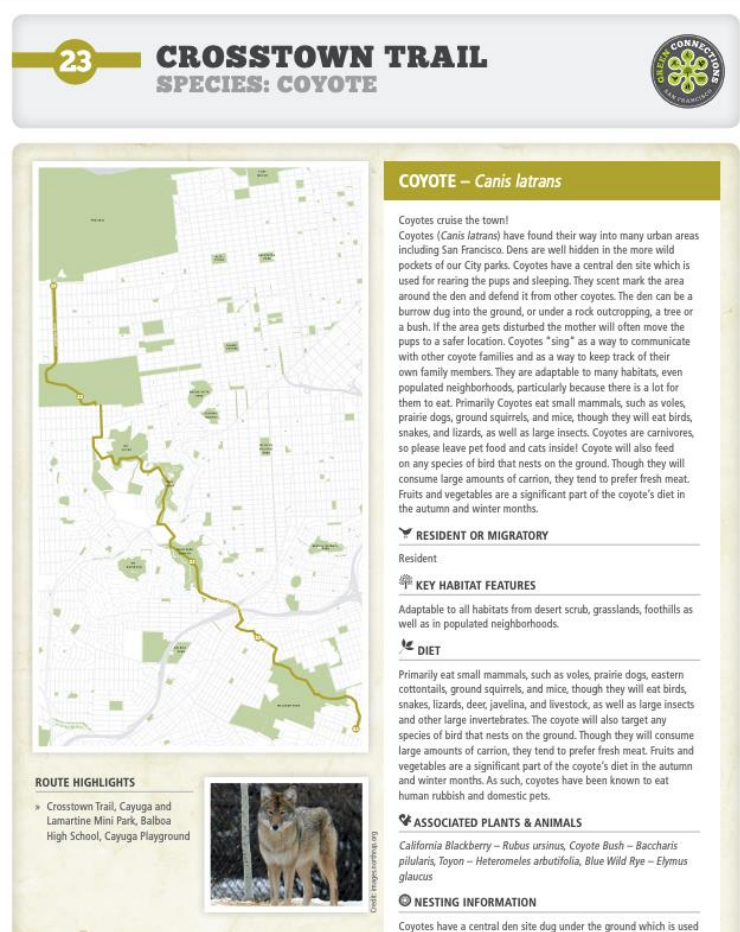 23
CROSSTOWN TRAIL
SPECIES: COYOTE
GREEN CONNECTIONS
SAN FRANCISCO
COYOTE – Canis latrans
Coyotes cruise the town!
Coyotes (Canis latrans) have found their way into many urban areas
including San Francisco. Dens are well hidden in the more wild
pockets of our City parks. Coyotes have a central den site which is
used for rearing the pups and sleeping. They scent mark the area
around the den and defend it from other coyotes. The den can be a
burrow dug into the ground, or under a rock outcropping, a tree or
a bush. If the area gets disturbed the mother will often move the
pups to a safer location. Coyotes "sing" as a way to communicate
with other coyote families and as a way to keep track of their
own family members. They are adaptable to many habitats, even
populated neighborhoods, particularly because there is a lot for
them to eat. Primarily Coyotes eat small mammals, such as voles,
prairie dogs, ground squirrels, and mice, though they will eat birds,
snakes, and lizards, as well as large insects. Coyotes are carnivores,
so please leave pet food and cats inside! Coyote will also feed
on any species of bird that nests on the ground. Though they will
consume large amounts of carrion, they tend to prefer fresh meat.
Fruits and vegetables are a significant part of the coyote's diet in
the autumn and winter months.
RESIDENT OR MIGRATORY
Resident
KEY HABITAT FEATURES
Adaptable to all habitats from desert scrub, grasslands, foothills as
well as in populated neighborhoods.
DIET
Primarily eat small mammals, such as voles, prairie dogs, eastern
cottontails, ground squirrels, and mice, though they will eat birds,
snakes, lizards, deer, javelina, and livestock, as well as large insects
and other large invertebrates. The coyote will also target any
species of bird that nests on the ground. Though they will consume
large amounts of carrion, they tend to prefer fresh meat. Fruits and
vegetables are a significant part of the coyote's diet in the autumn
and winter months. As such, coyotes have been known to eat
human rubbish and domestic pets.
ASSOCIATED PLANTS & ANIMALS
California Blackberry – Rubus ursinus, Coyote Bush – Baccharis
pilularis, Toyon – Heteromeles arbutifolia, Blue Wild Rye – Elymus
glaucus
NESTING INFORMATION
Coyotes have a central den site dug under the ground which is used
ROUTE HIGHLIGHTS
» Crosstown Trail, Cayuga and
Lamartine Mini Park, Balboa
High School, Cayuga Playground
Credit: images.northrup.org